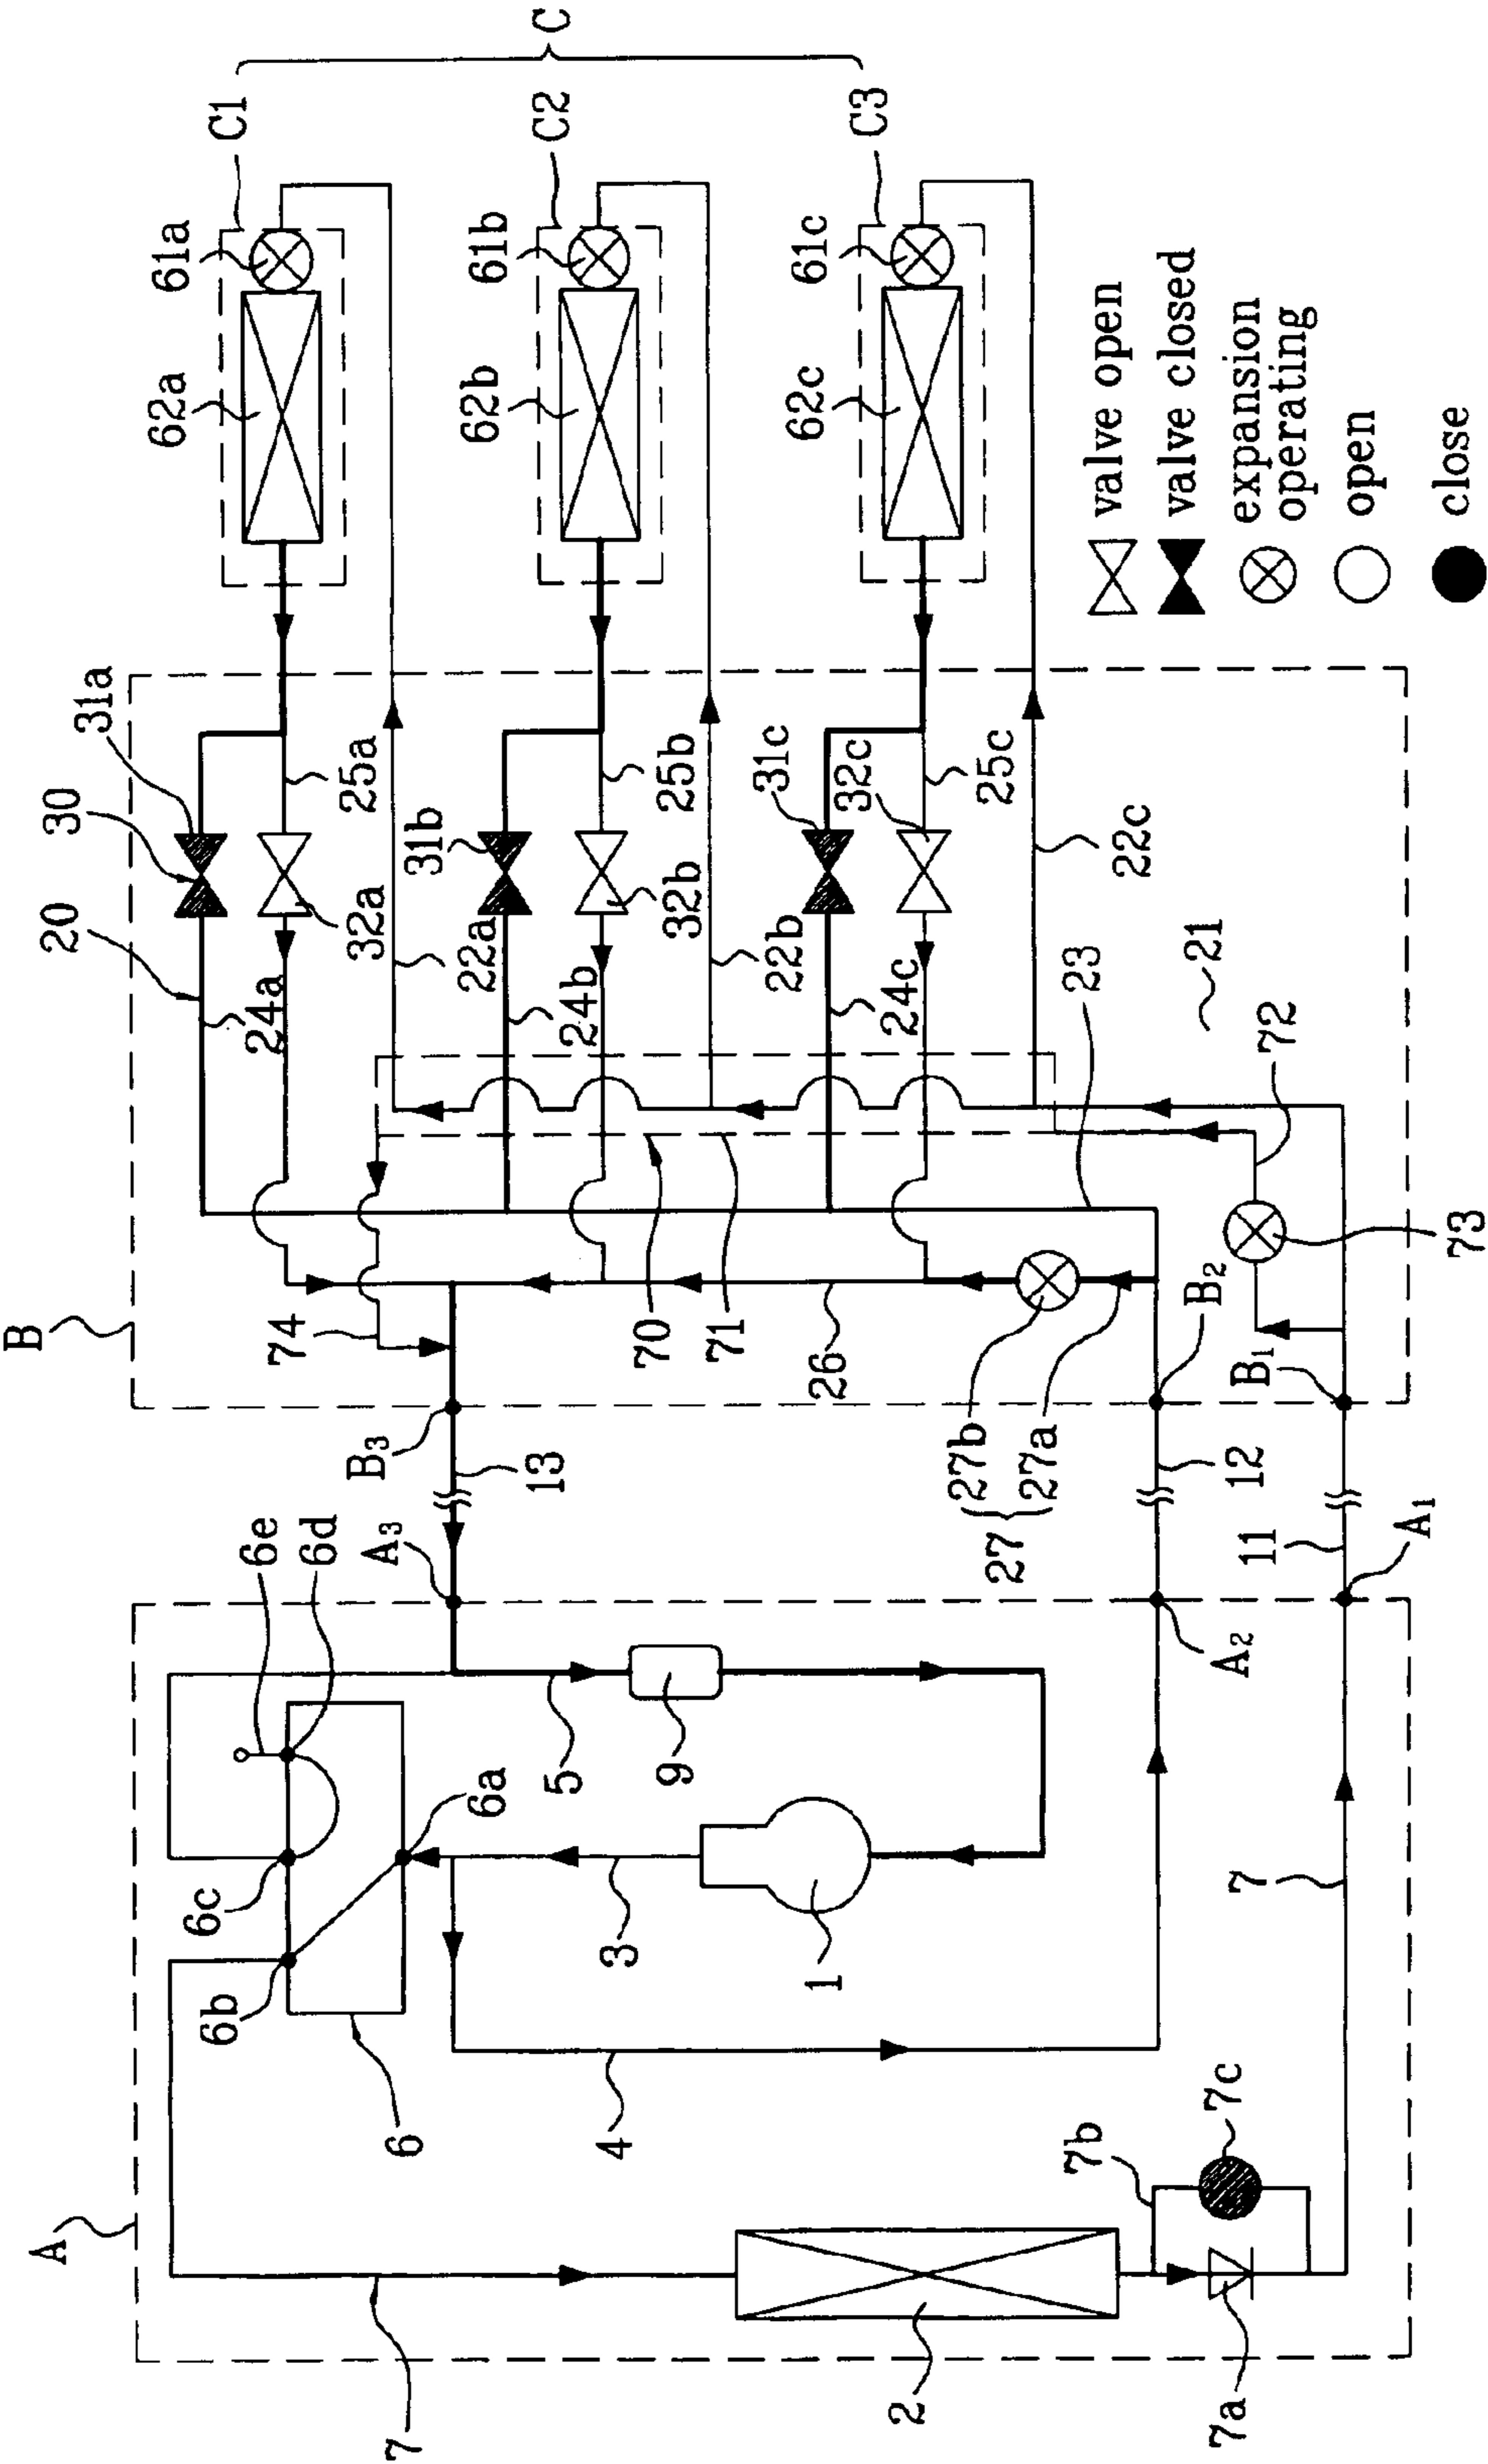 C
C1
C2
C3
61a
61b
61c
62a
62b
62c
valve open
valve closed
expansion
operating
open
close
B
20
30
31a
25a
32a
24a
22a
31b
25b
32b
24b
22b
31c
32c
25c
24c
22c
23
21
72
73
74
70
71
26
27b
27a
27
B2
B1
B3
13
12
11
A3
A2
A1
A
6e
6d
6a
6c
6b
6
5
9
3
1
4
7
7
2
7a
7b
7c